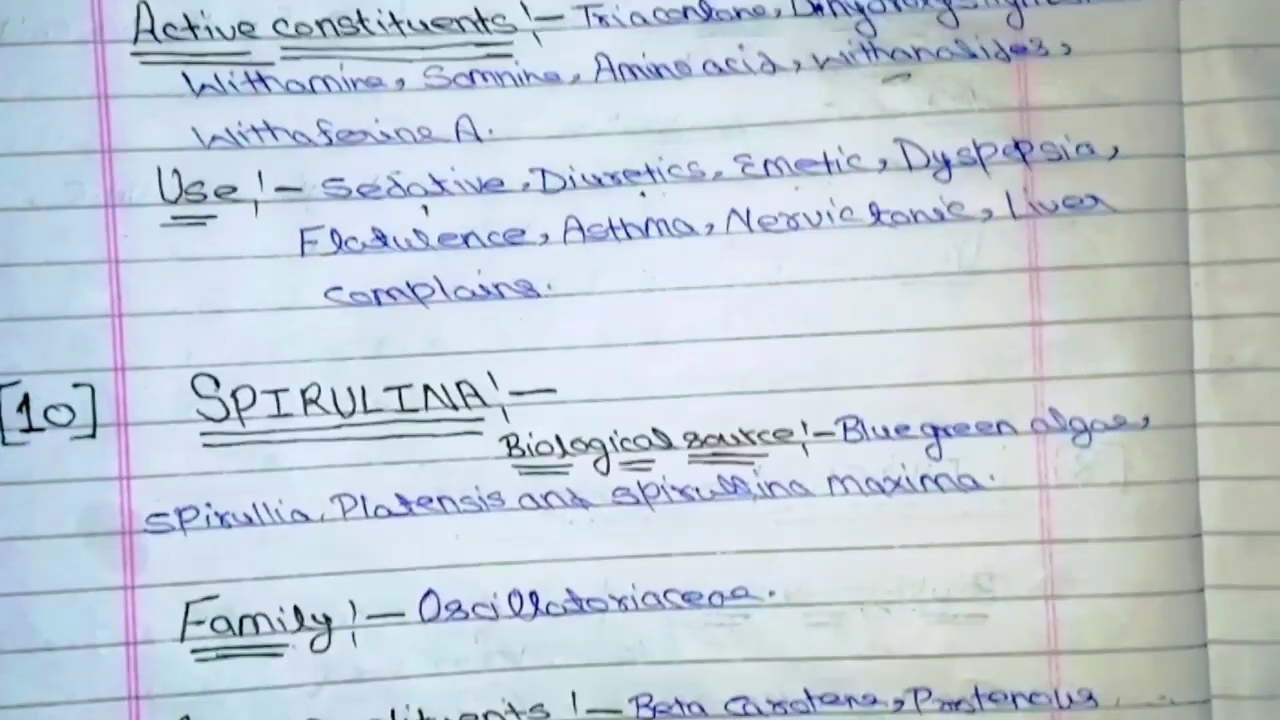 Active constituents :- Triacontane,
Withamine, Somnine, Amino acid, withanolides,
Withaferine A.
Use :- Sedative, Diuretics, Emetic, Dyspepsia,
Flatulence, Asthma, Nervic tonic, Liver
complains.
[10] SPIRULINA :-
Biological source :- Blue green algae,
spirullia, Platensis and spirullina maxima.
Family :- Oscillatoriaceae.
:- Beta carotene,